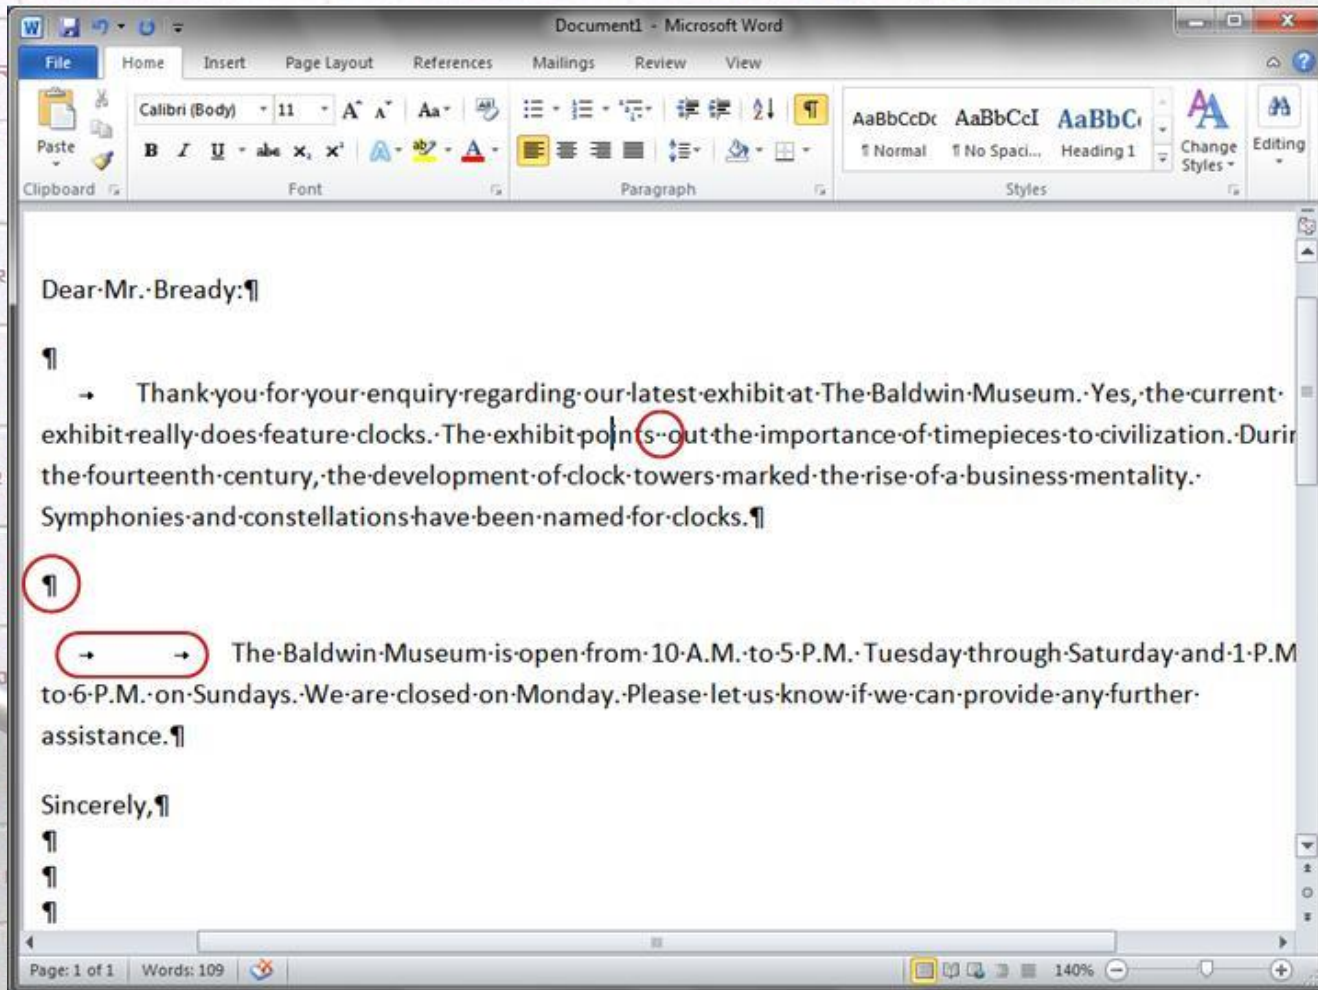 Document1 - Microsoft Word
File Home Insert Page Layout References Mailings Review View
Calibri (Body) 11 A A Aa
Paste B I U abc x, x² ab A A↓Z ¶
AaBbCcDc AaBbCcI AaBbC
¶ Normal ¶ No Spaci... Heading 1
Change Styles Editing
Clipboard Font Paragraph Styles
Dear·Mr.·Bready:¶
¶
→ Thank·you·for·your·enquiry·regarding·our·latest·exhibit·at·The·Baldwin·Museum.·Yes,·the·current·
exhibit·really·does·feature·clocks.·The·exhibit·points··out·the·importance·of·timepieces·to·civilization.·Durin
the·fourteenth·century,·the·development·of·clock·towers·marked·the·rise·of·a·business·mentality.·
Symphonies·and·constellations·have·been·named·for·clocks.¶
¶
→ → The·Baldwin·Museum·is·open·from·10·A.M.·to·5·P.M.·Tuesday·through·Saturday·and·1·P.M
to·6·P.M.·on·Sundays.·We·are·closed·on·Monday.·Please·let·us·know·if·we·can·provide·any·further·
assistance.¶
Sincerely,¶
¶
¶
¶
Page: 1 of 1 Words: 109 140%